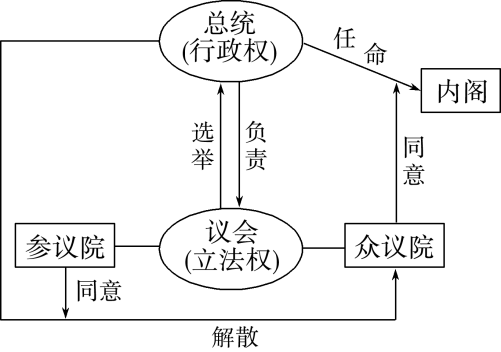 总统
(行政权)
任命
内阁
选举
负责
同意
参议院
议会
(立法权)
众议院
同意
解散